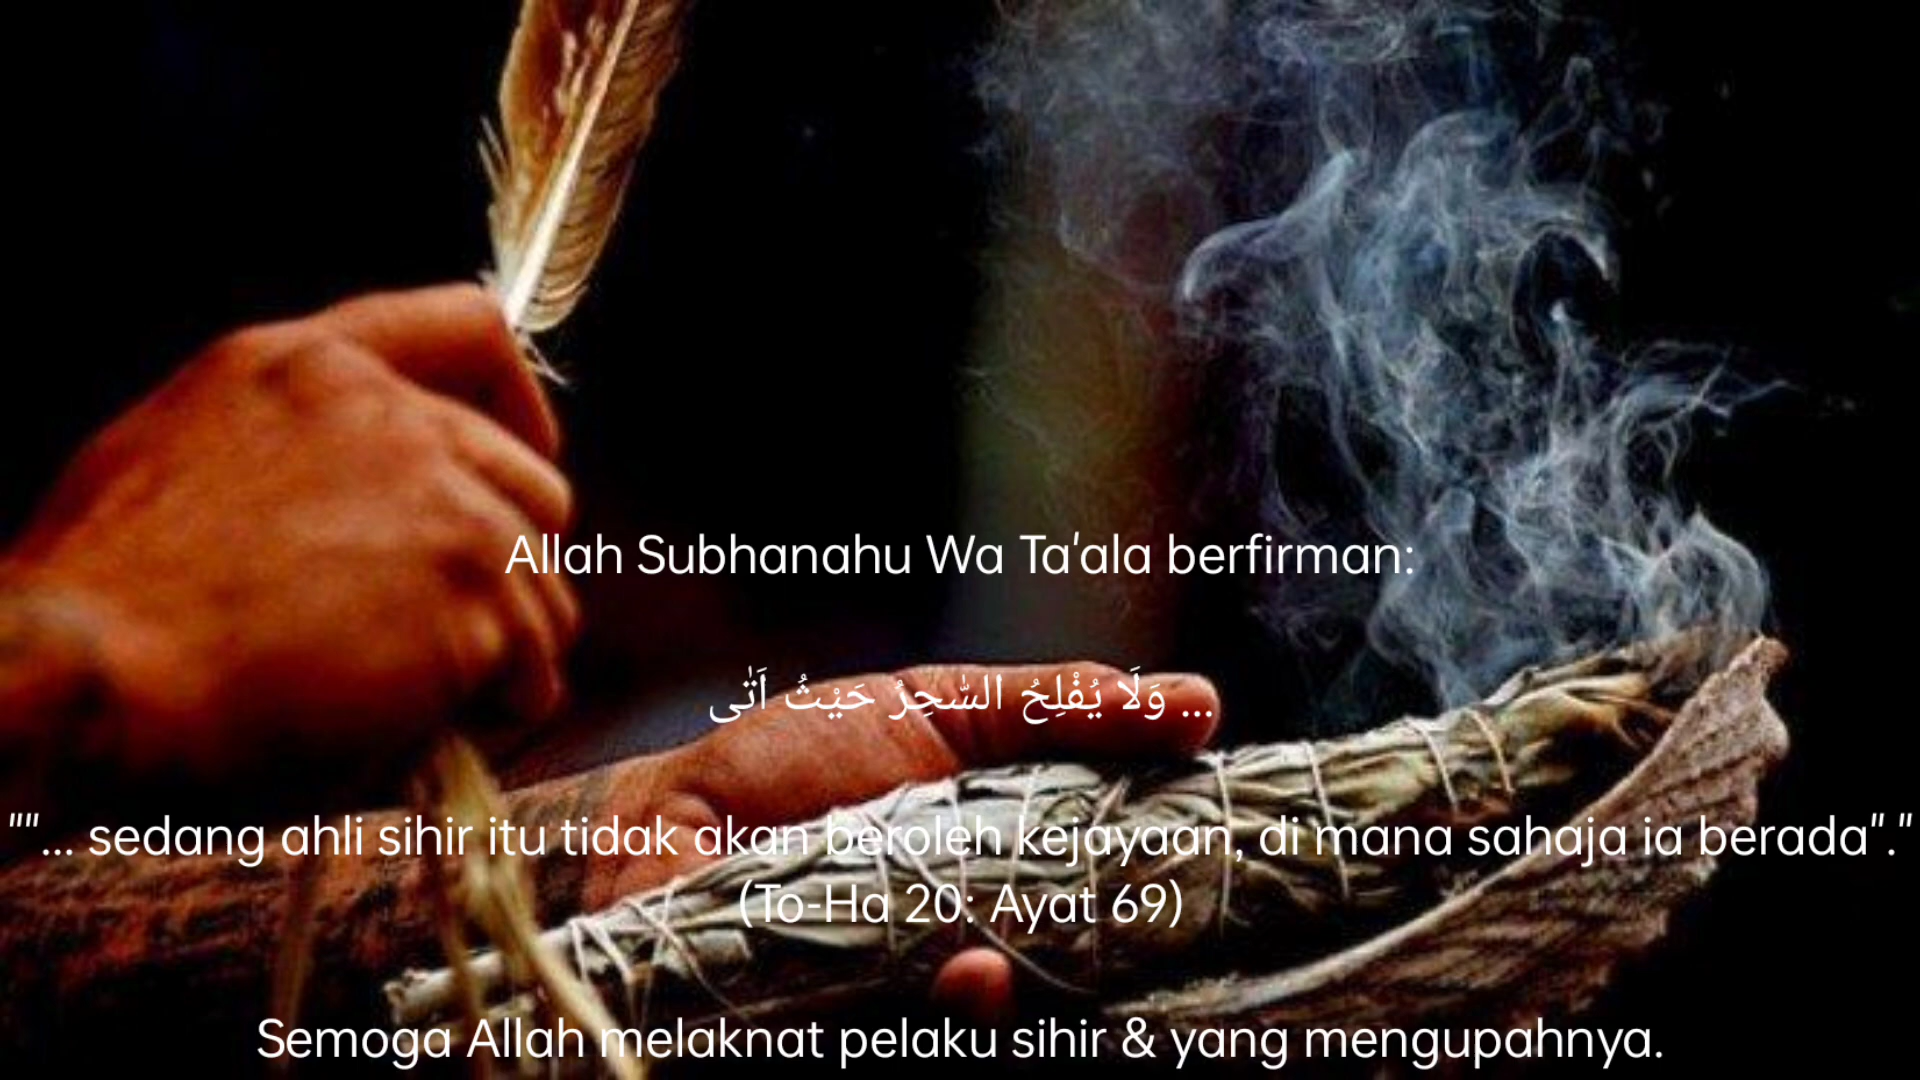 Allah Subhanahu Wa Ta'ala berfirman:
... وَلَا يُفْلِحُ السّٰحِرُ حَيْثُ اَتٰى
""... sedang ahli sihir itu tidak akan beroleh kejayaan, di mana sahaja ia berada"."
(To-Ha 20: Ayat 69)
Semoga Allah melaknat pelaku sihir & yang mengupahnya.